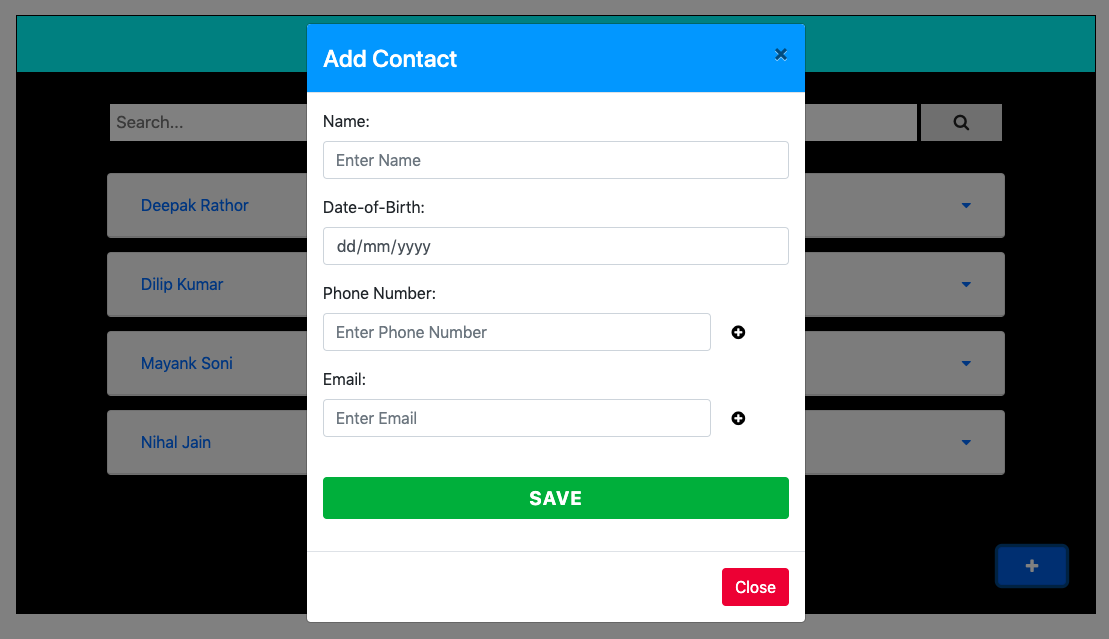 Add Contact
×
Search...
Name:
Enter Name
Deepak Rathor
Date-of-Birth:
dd/mm/yyyy
Dilip Kumar
Phone Number:
Enter Phone Number
Mayank Soni
Email:
Enter Email
Nihal Jain
SAVE
Close